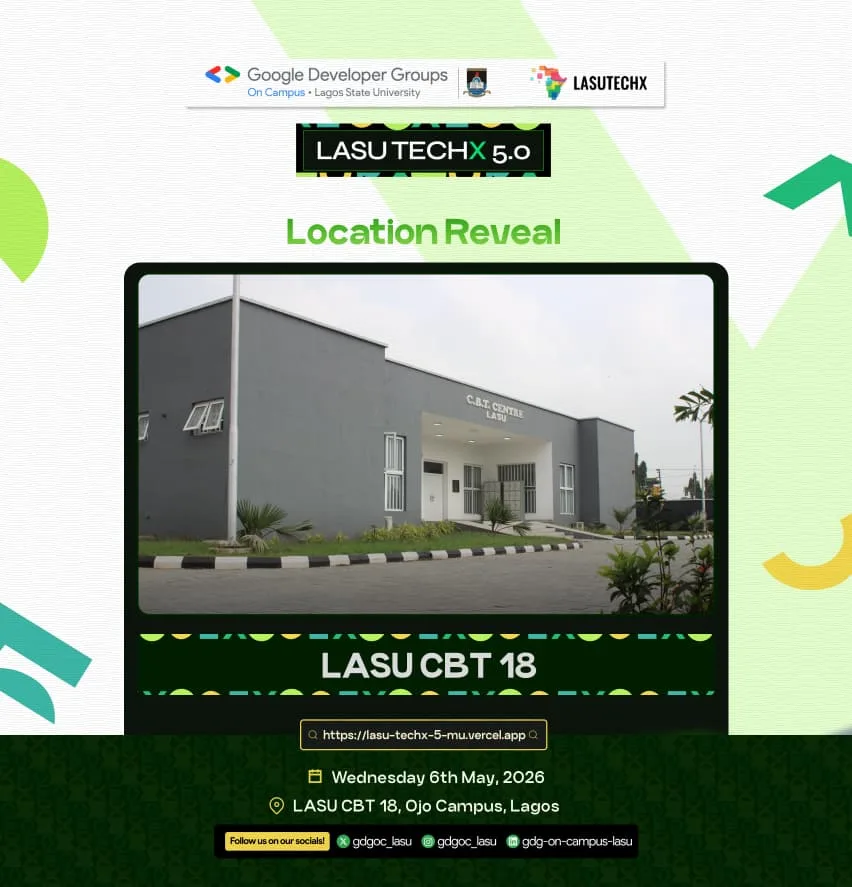 Google Developer Groups
On Campus • Lagos State University
LASUTECHX
LASU TECHX 5.0
Location Reveal
C.B.T. CENTRE
LASU
LASU CBT 18
https://lasu-techx-5-mu.vercel.app
Wednesday 6th May, 2026
LASU CBT 18, Ojo Campus, Lagos
Follow us on our socials! gdgoc_lasu gdgoc_lasu gdg-on-campus-lasu